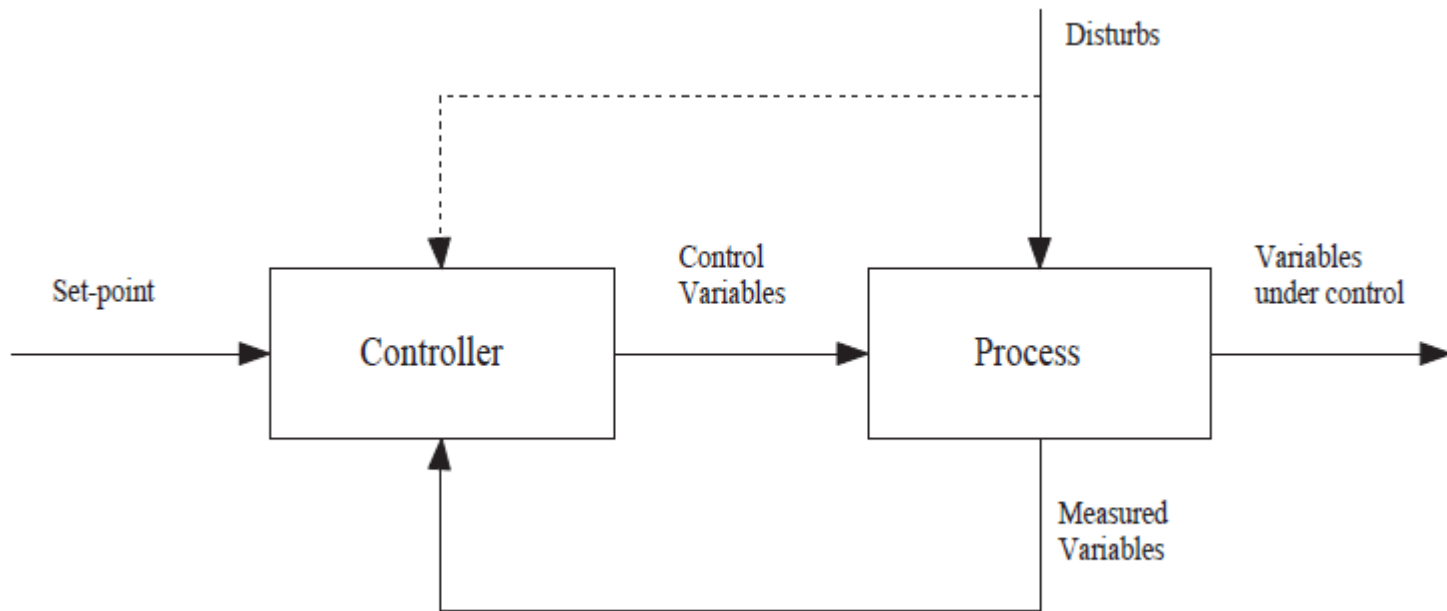 Disturbs
Set-point
Control
Variables
Variables
under control
Controller
Process
Measured
Variables